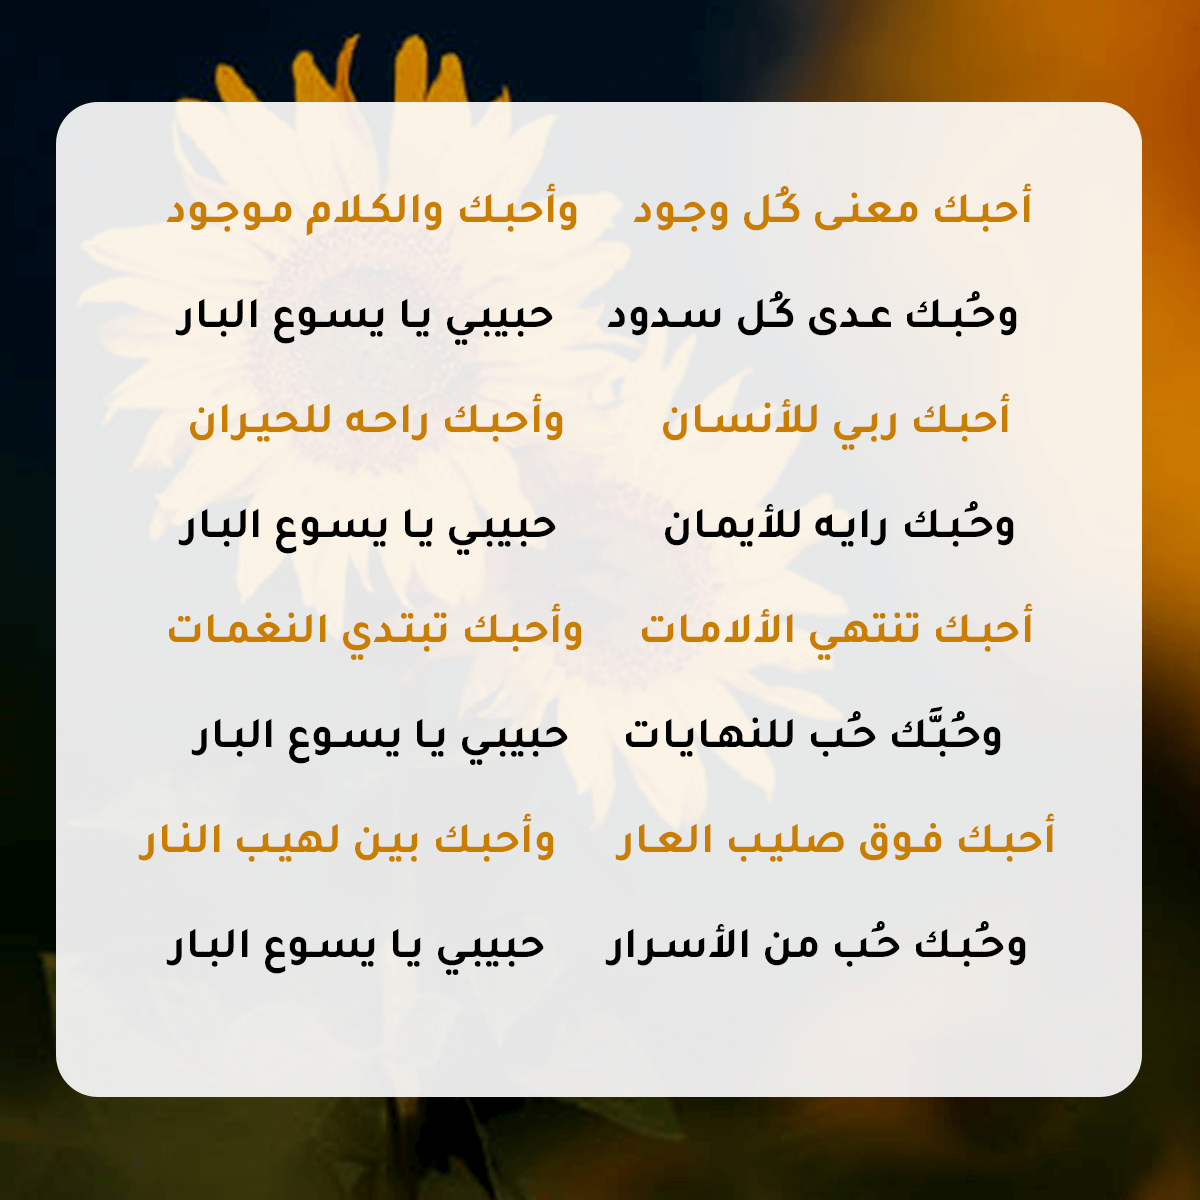 أحبك معنى كُل وجود    وأحبك والكلام موجود
وحُبك عدى كُل سدود    حبيبي يا يسوع البار
أحبك ربي للأنسان    وأحبك راحه للحيران
وحُبك رايه للأيمان    حبيبي يا يسوع البار
أحبك تنتهي الألامات    وأحبك تبتدي النغمات
وحُبَّك حُب للنهايات    حبيبي يا يسوع البار
أحبك فوق صليب العار    وأحبك بين لهيب النار
وحُبك حُب من الأسرار    حبيبي يا يسوع البار